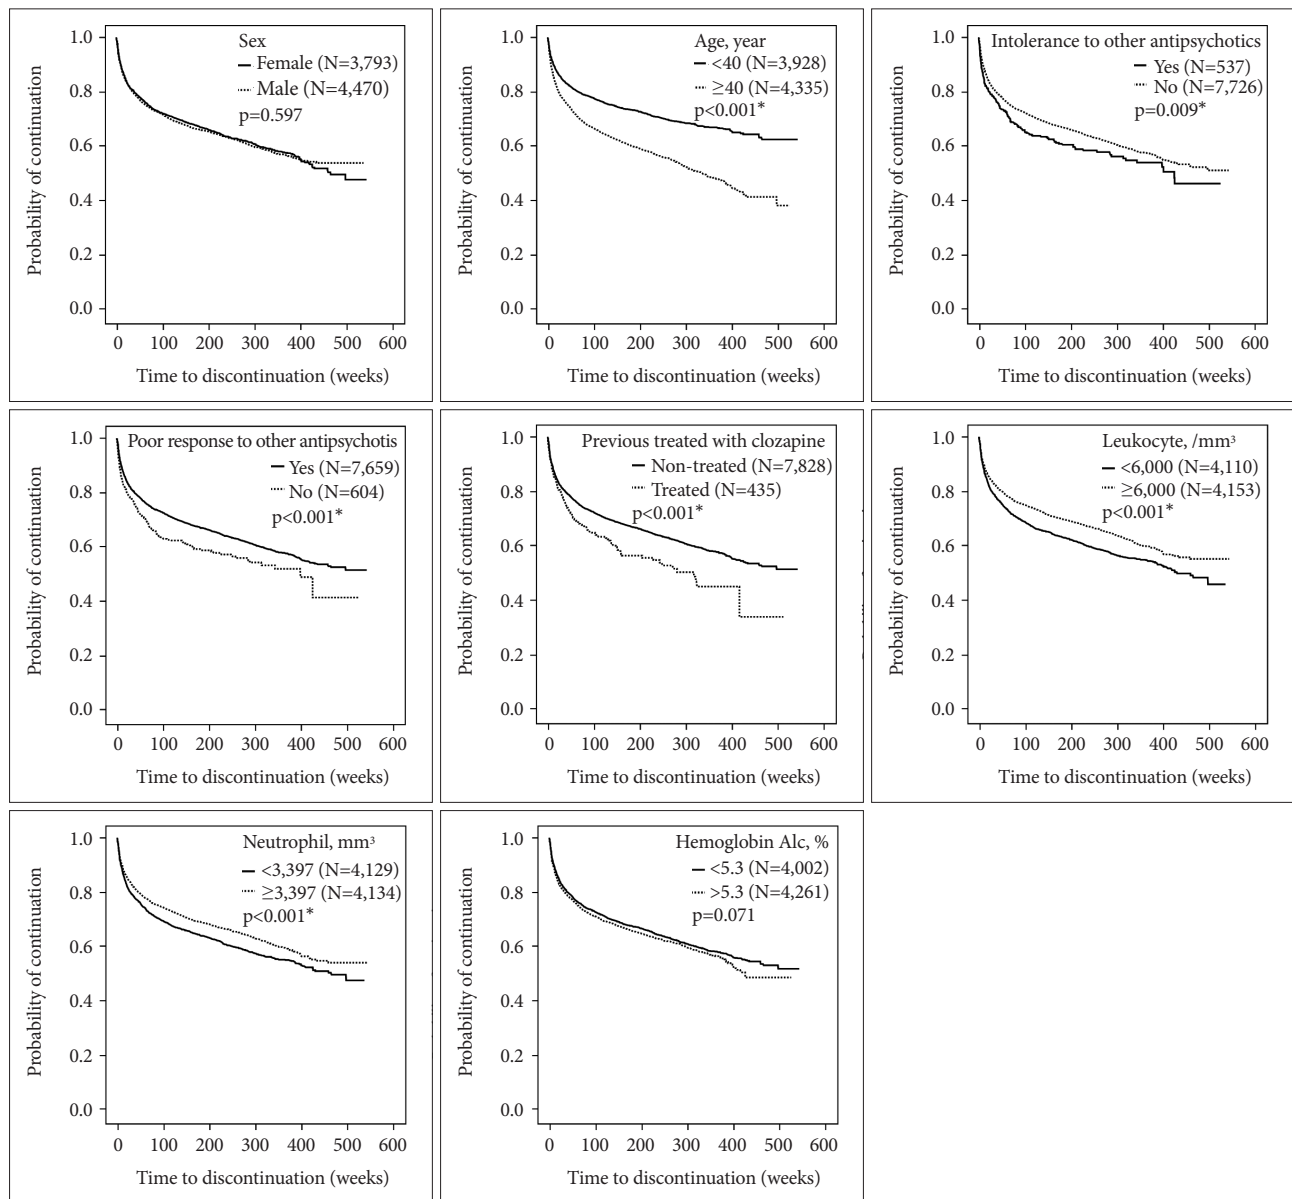 Sex
Female (N=3,793)
Male (N=4,470)
p=0.597
1.0
0.8
0.6
0.4
0.2
0.0
Probability of continuation
0 100 200 300 400 500 600
Time to discontinuation (weeks)
Age, year
<40 (N=3,928)
≥40 (N=4,335)
p<0.001*
1.0
0.8
0.6
0.4
0.2
0.0
Probability of continuation
0 100 200 300 400 500 600
Time to discontinuation (weeks)
Intolerance to other antipsychotics
Yes (N=537)
No (N=7,726)
p=0.009*
1.0
0.8
0.6
0.4
0.2
0.0
Probability of continuation
0 100 200 300 400 500 600
Time to discontinuation (weeks)
Poor response to other antipsychotis
Yes (N=7,659)
No (N=604)
p<0.001*
1.0
0.8
0.6
0.4
0.2
0.0
Probability of continuation
0 100 200 300 400 500 600
Time to discontinuation (weeks)
Previous treated with clozapine
Non-treated (N=7,828)
Treated (N=435)
p<0.001*
1.0
0.8
0.6
0.4
0.2
0.0
Probability of continuation
0 100 200 300 400 500 600
Time to discontinuation (weeks)
Leukocyte, /mm³
<6,000 (N=4,110)
≥6,000 (N=4,153)
p<0.001*
1.0
0.8
0.6
0.4
0.2
0.0
Probability of continuation
0 100 200 300 400 500 600
Time to discontinuation (weeks)
Neutrophil, mm³
<3,397 (N=4,129)
≥3,397 (N=4,134)
p<0.001*
1.0
0.8
0.6
0.4
0.2
0.0
Probability of continuation
0 100 200 300 400 500 600
Time to discontinuation (weeks)
Hemoglobin Alc, %
<5.3 (N=4,002)
>5.3 (N=4,261)
p=0.071
1.0
0.8
0.6
0.4
0.2
0.0
Probability of continuation
0 100 200 300 400 500 600
Time to discontinuation (weeks)